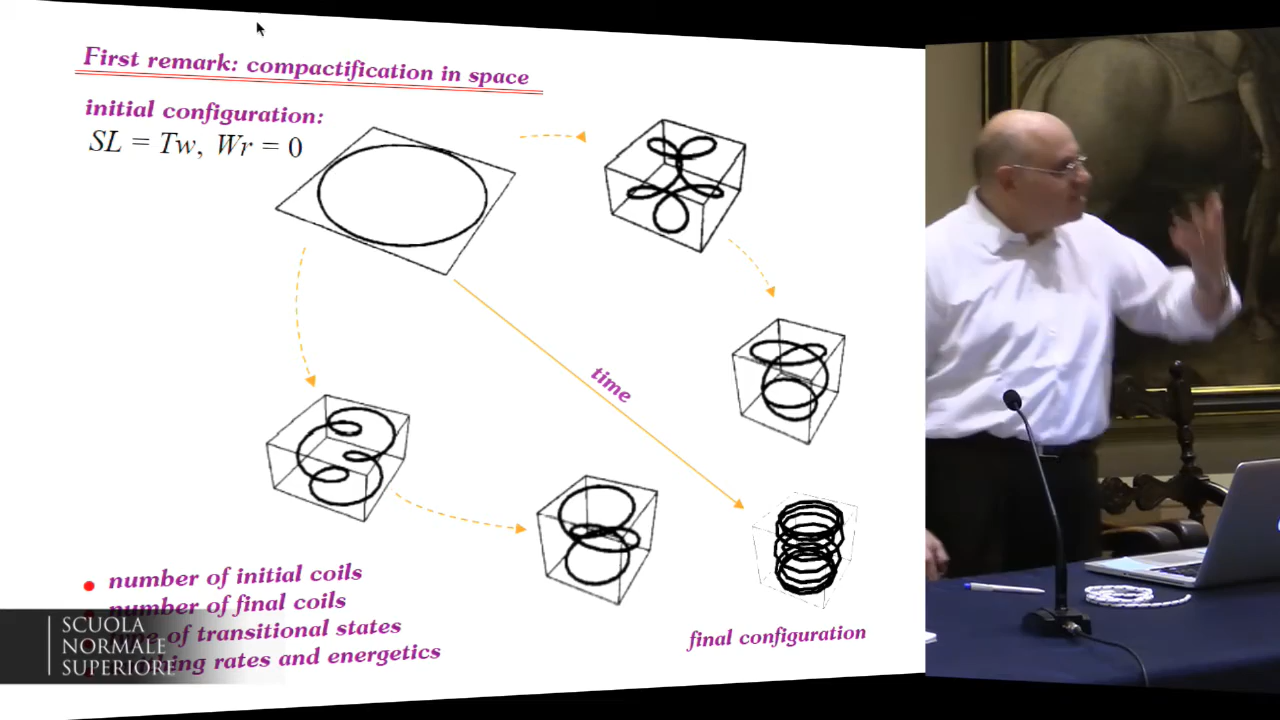 First remark: compactification in space
initial configuration:
SL = Tw, Wr = 0
time
number of initial coils
number of final coils
of transitional states
rates and energetics
final configuration
SCUOLA
NORMALE
SUPERIORE